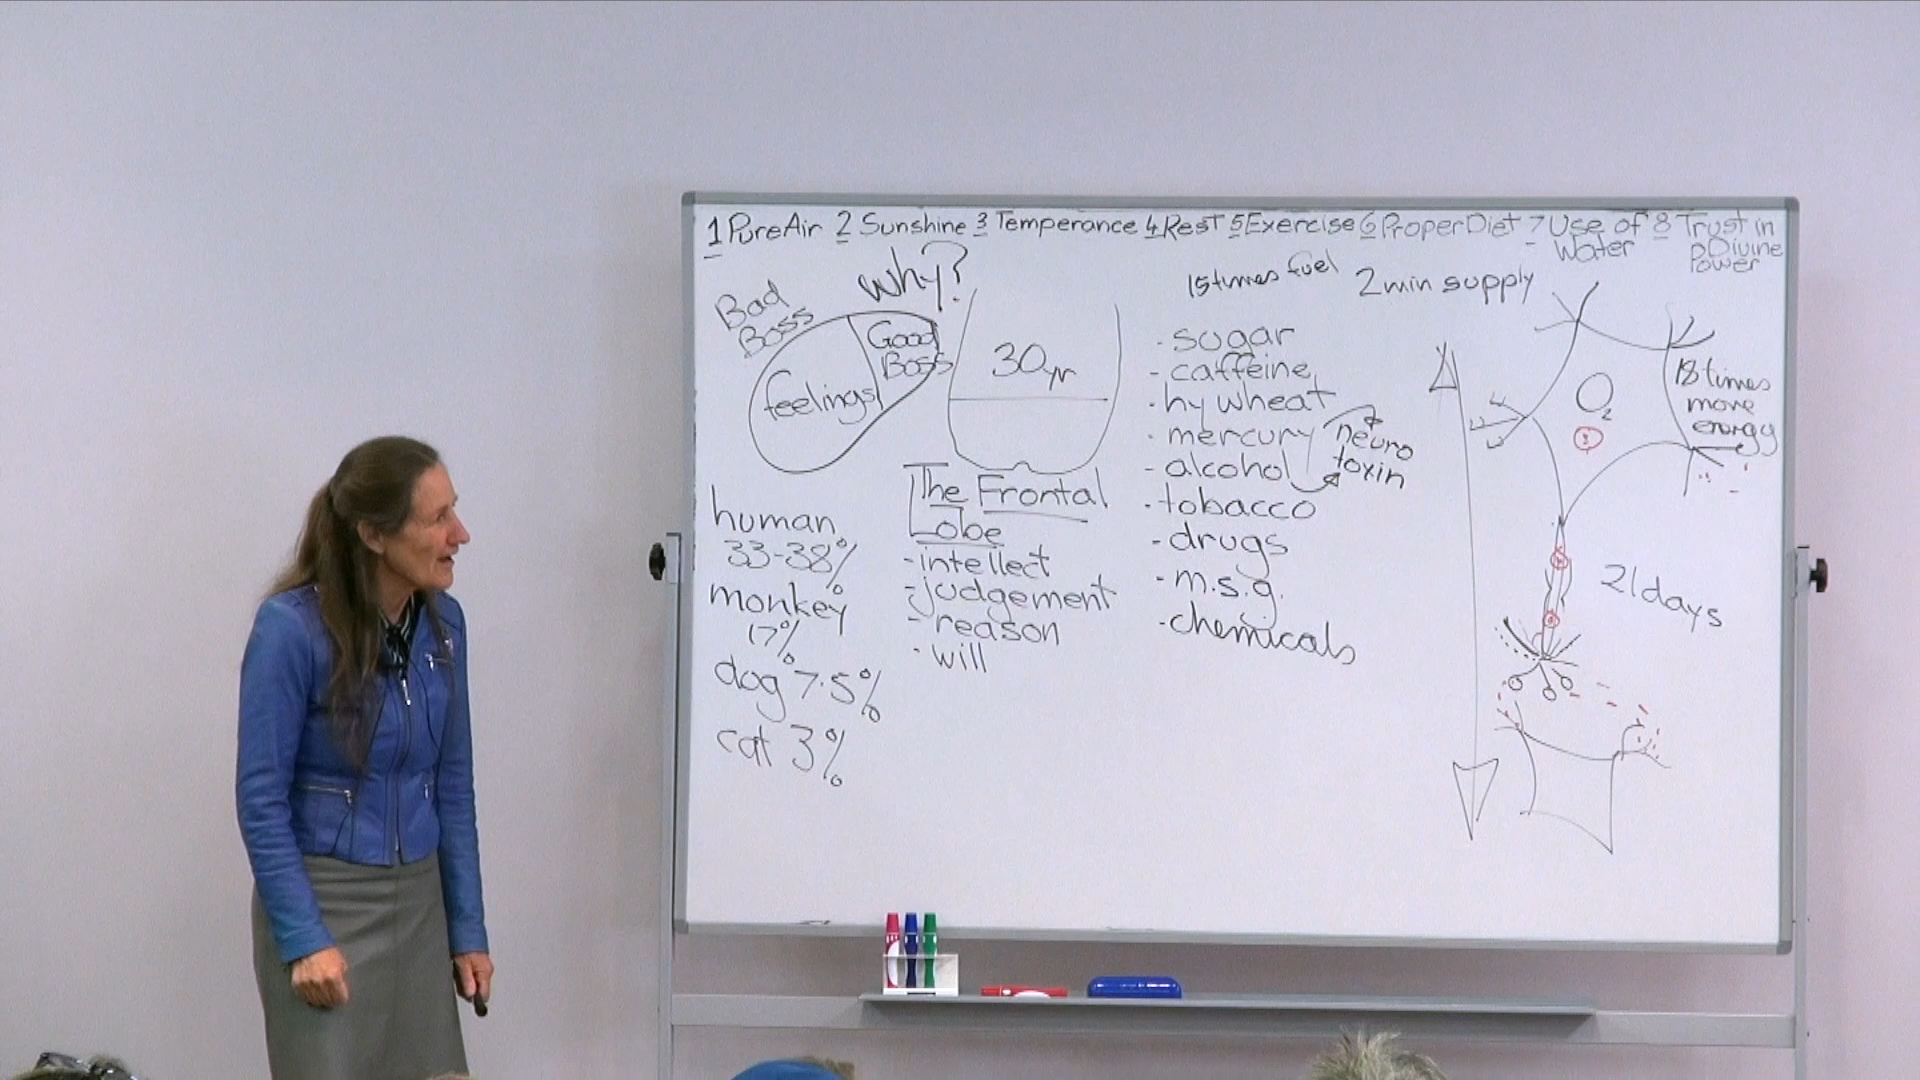 1 Pure Air 2 Sunshine 3 Temperance 4 Rest 5 Exercise 6 Proper Diet 7 Use of Water 8 Trust in Divine Power
Why?
Bad
Boss
Good
Boss
feelings
30yr
human
33-38%
monkey
17%
dog 7.5%
cat 3%
The Frontal
Lobe
- intellect
- judgement
- reason
- will
15 times fuel
2 min supply
- sugar
- caffeine
- hy wheat
- mercury
- alcohol
- tobacco
- drugs
- m.s.g.
- chemicals
neuro
toxin
O2
18 times
move
energy
21 days